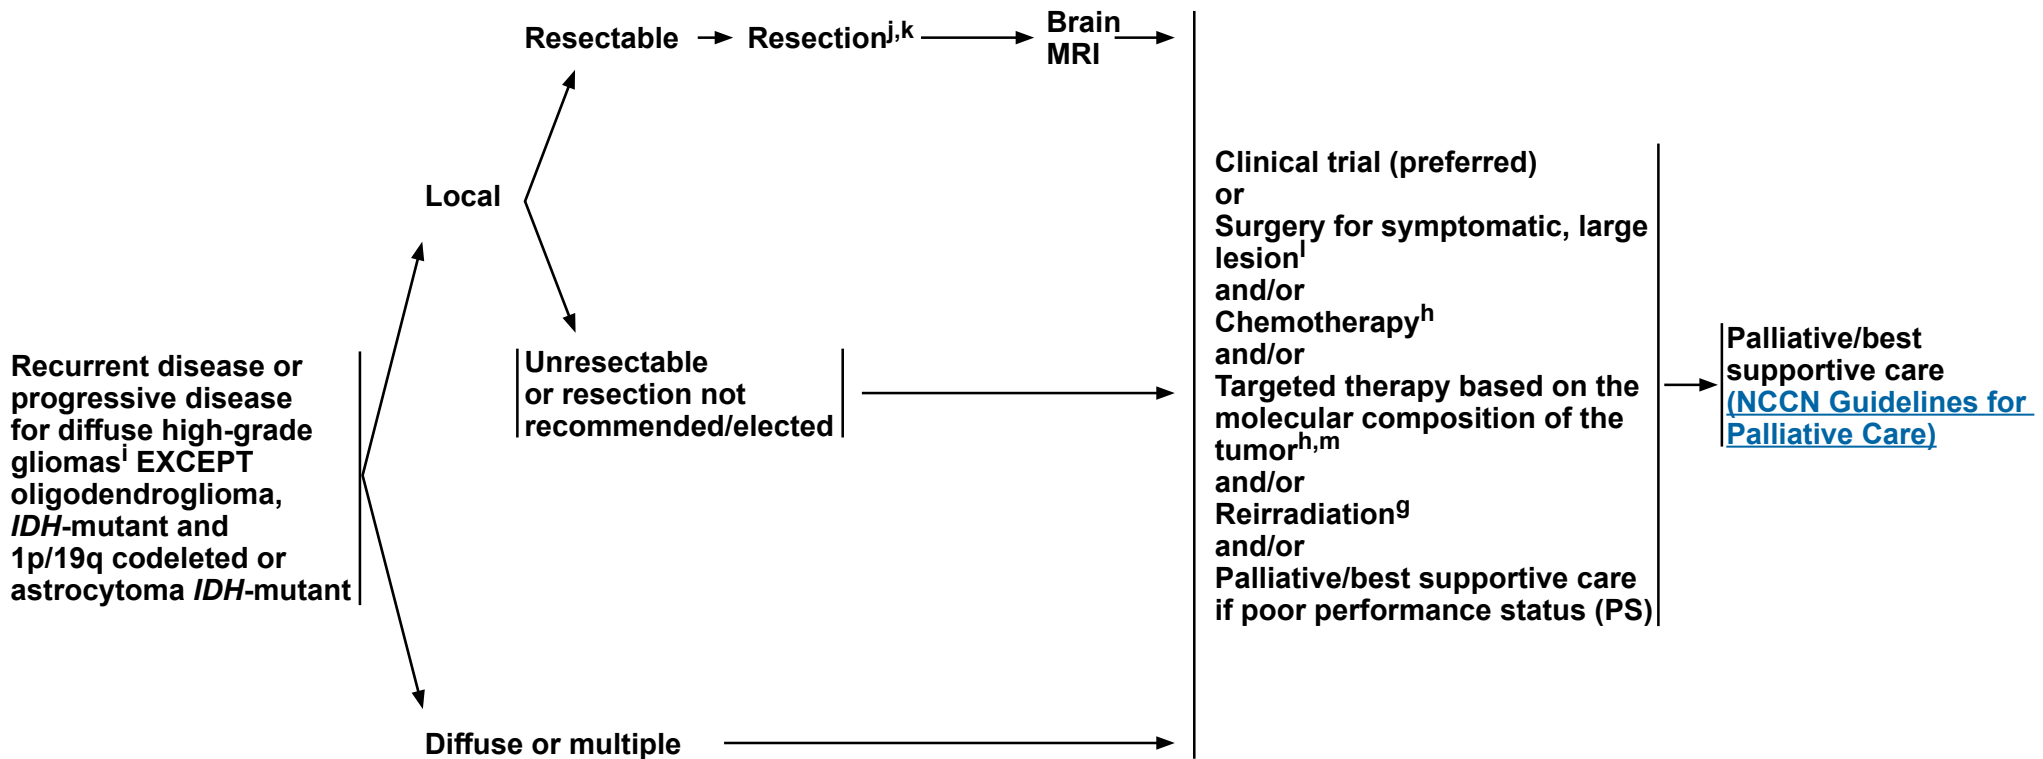 Resectable
Resection^j,k
Brain
MRI
Local
Unresectable
or resection not
recommended/elected
Recurrent disease or
progressive disease
for diffuse high-grade
gliomas^i EXCEPT
oligodendroglioma,
IDH-mutant and
1p/19q codeleted or
astrocytoma IDH-mutant
Diffuse or multiple
Clinical trial (preferred)
or
Surgery for symptomatic, large
lesion^l
and/or
Chemotherapy^h
and/or
Targeted therapy based on the
molecular composition of the
tumor^h,m
and/or
Reirradiation^g
and/or
Palliative/best supportive care
if poor performance status (PS)
Palliative/best
supportive care
(NCCN Guidelines for
Palliative Care)